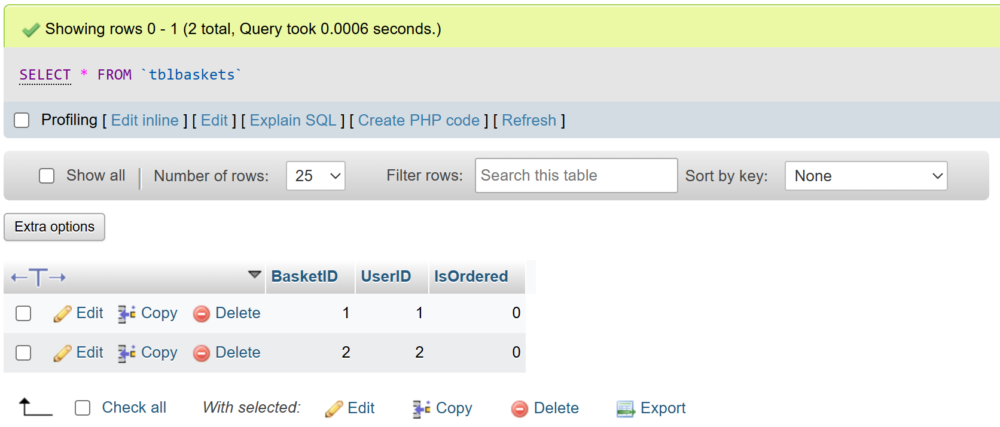 Showing rows 0 - 1 (2 total, Query took 0.0006 seconds.)
SELECT * FROM `tblbaskets`
Profiling [ Edit inline ] [ Edit ] [ Explain SQL ] [ Create PHP code ] [ Refresh ]
Show all Number of rows: 25 Filter rows: Search this table Sort by key: None
Extra options
BasketID UserID IsOrdered
Edit Copy Delete 1 1 0
Edit Copy Delete 2 2 0
Check all With selected: Edit Copy Delete Export